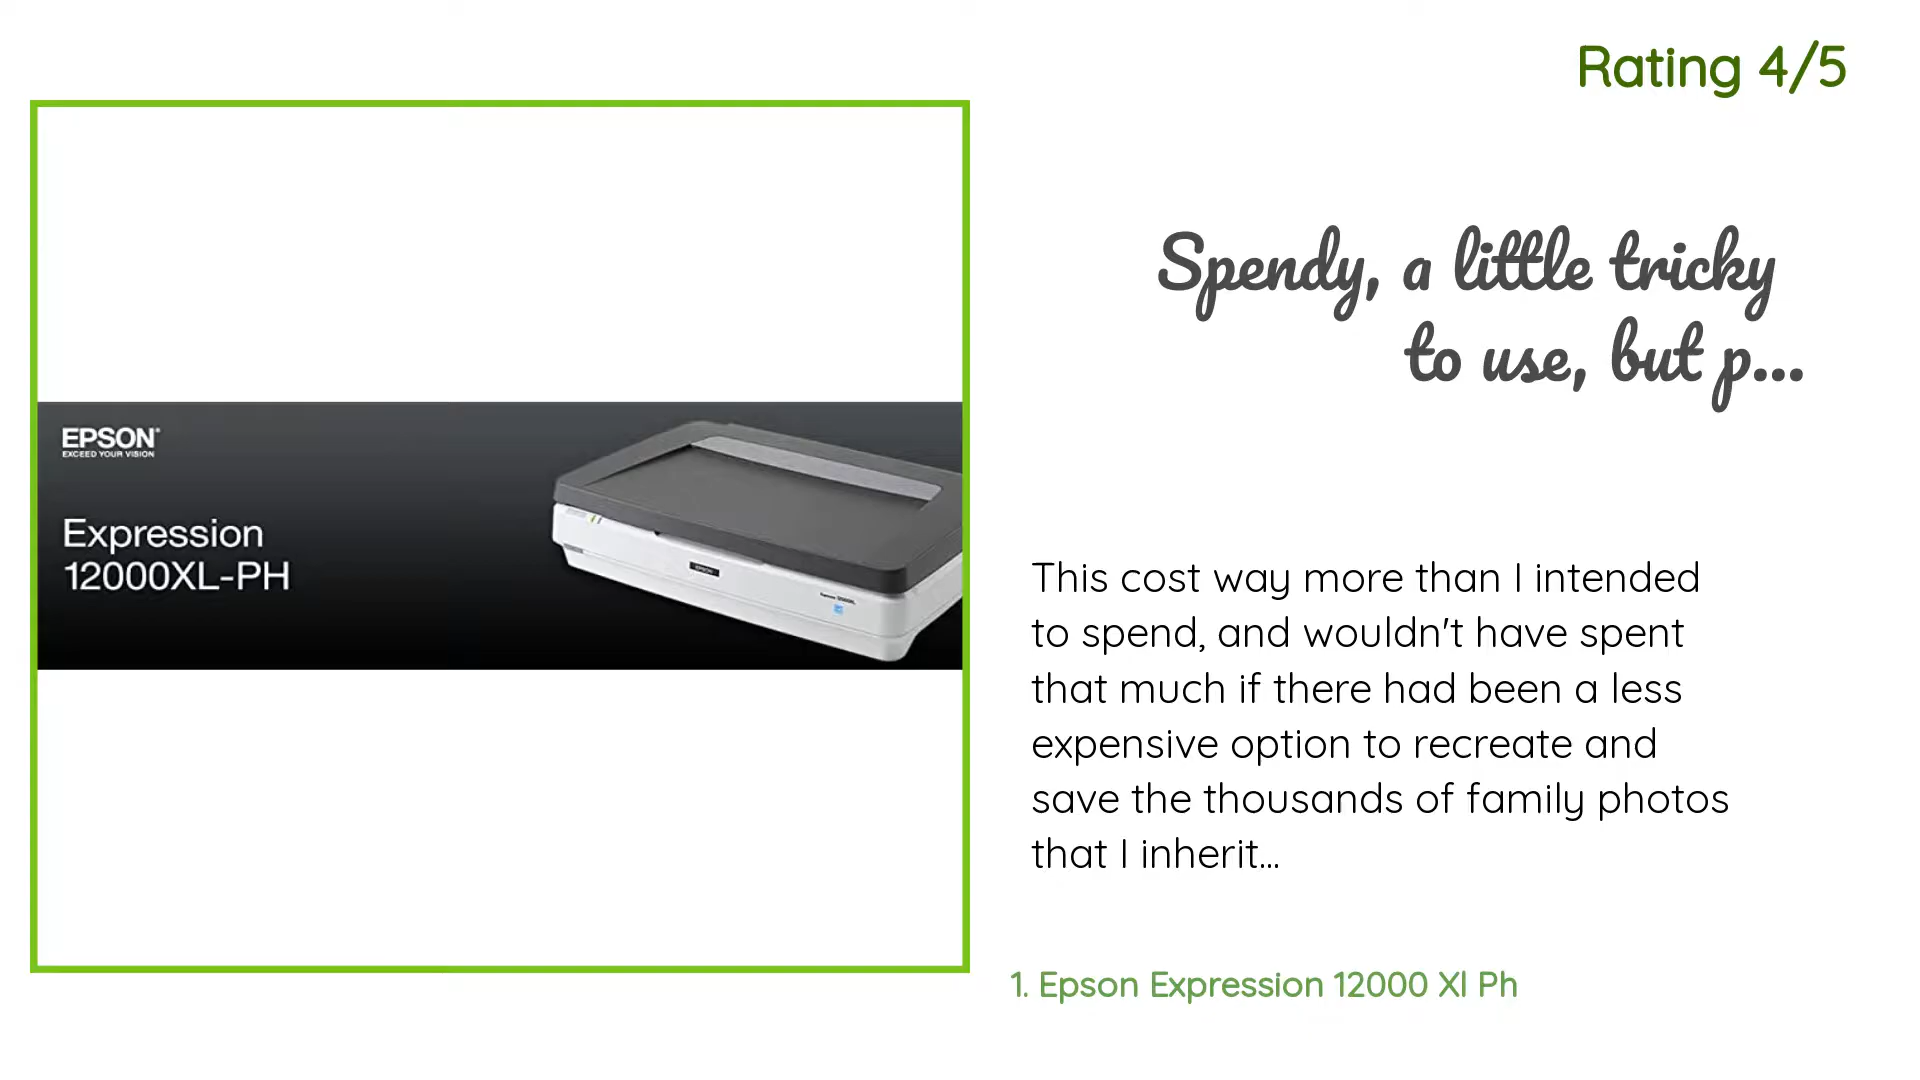 Rating 4/5
Spendy, a little tricky
to use, but p...
EPSON
EXCEED YOUR VISION
Expression
12000XL-PH
EPSON
This cost way more than I intended
to spend, and wouldn't have spent
that much if there had been a less
expensive option to recreate and
save the thousands of family photos
that I inherit...
1. Epson Expression 12000 Xl Ph